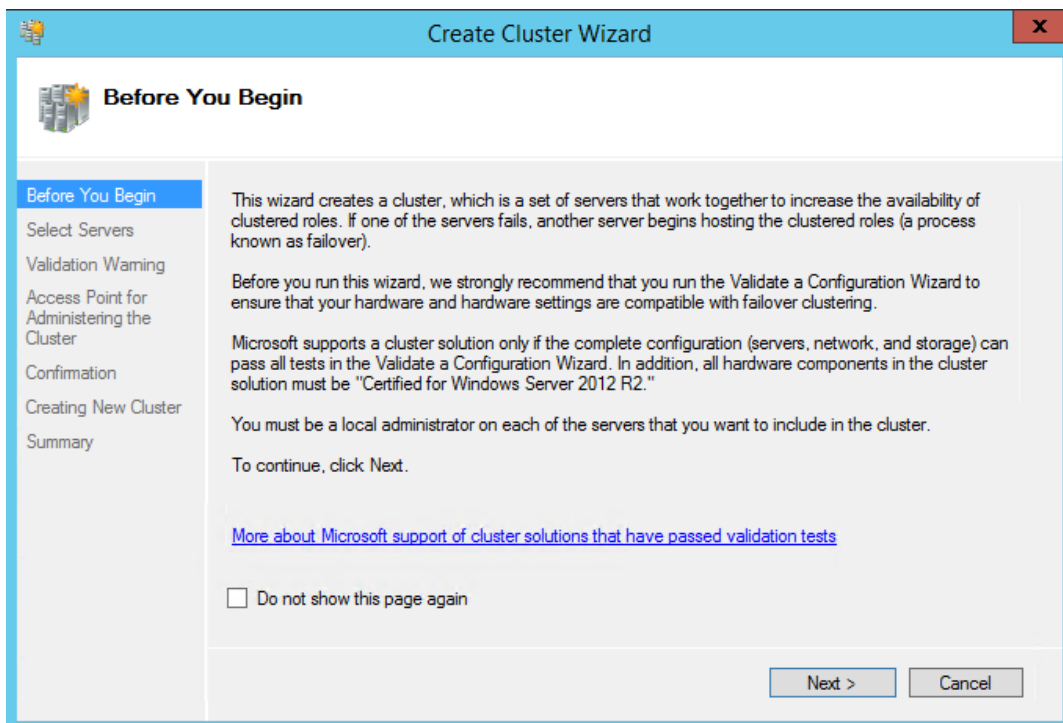 Create Cluster Wizard
x
Before You Begin
Before You Begin
Select Servers
Validation Warning
Access Point for
Administering the
Cluster
Confirmation
Creating New Cluster
Summary
This wizard creates a cluster, which is a set of servers that work together to increase the availability of
clustered roles. If one of the servers fails, another server begins hosting the clustered roles (a process
known as failover).
Before you run this wizard, we strongly recommend that you run the Validate a Configuration Wizard to
ensure that your hardware and hardware settings are compatible with failover clustering.
Microsoft supports a cluster solution only if the complete configuration (servers, network, and storage) can
pass all tests in the Validate a Configuration Wizard. In addition, all hardware components in the cluster
solution must be "Certified for Windows Server 2012 R2."
You must be a local administrator on each of the servers that you want to include in the cluster.
To continue, click Next.
More about Microsoft support of cluster solutions that have passed validation tests
Do not show this page again
Next >
Cancel